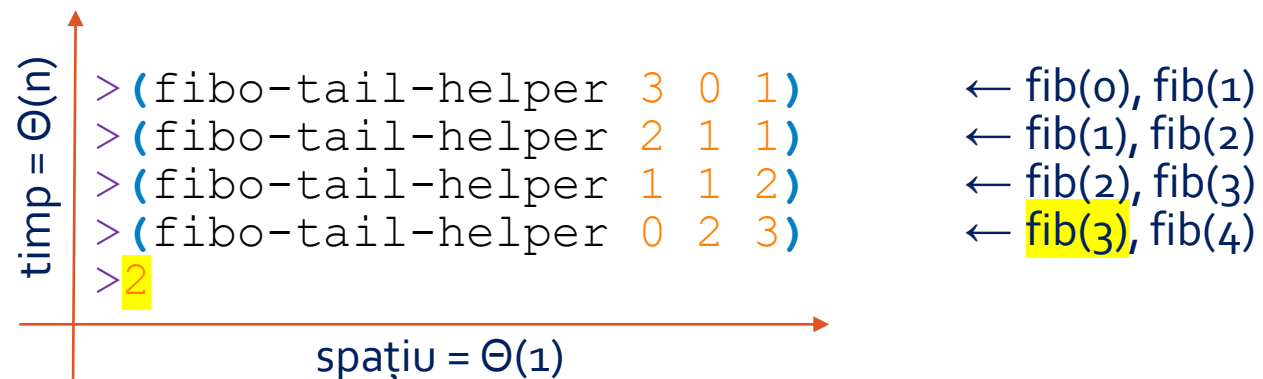 timp = Θ(n)
>(fibo-tail-helper 3 0 1) ← fib(0), fib(1)
>(fibo-tail-helper 2 1 1) ← fib(1), fib(2)
>(fibo-tail-helper 1 1 2) ← fib(2), fib(3)
>(fibo-tail-helper 0 2 3) ← fib(3), fib(4)
>2
spațiu = Θ(1)